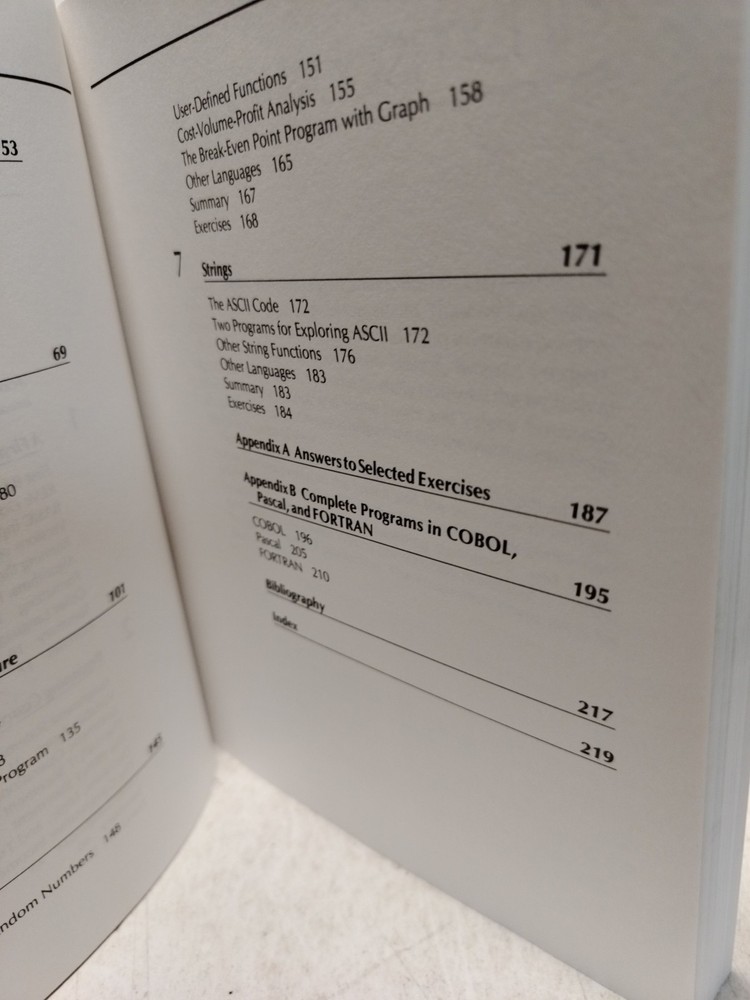 53
69
80
101
re
8
rogram 135
145
ndom Numbers 148
User-Defined Functions 151
Cost-Volume-Profit Analysis 155
The Break-Even Point Program with Graph 158
Other Languages 165
Summary 167
Exercises 168
7 Strings 171
The ASCII Code 172
Two Programs for Exploring ASCII 172
Other String Functions 176
Other Languages 183
Summary 183
Exercises 184
Appendix A Answers to Selected Exercises 187
Appendix B Complete Programs in COBOL,
Pascal, and FORTRAN 195
COBOL 196
Pascal 205
FORTRAN 210
Bibliography 217
Index 219